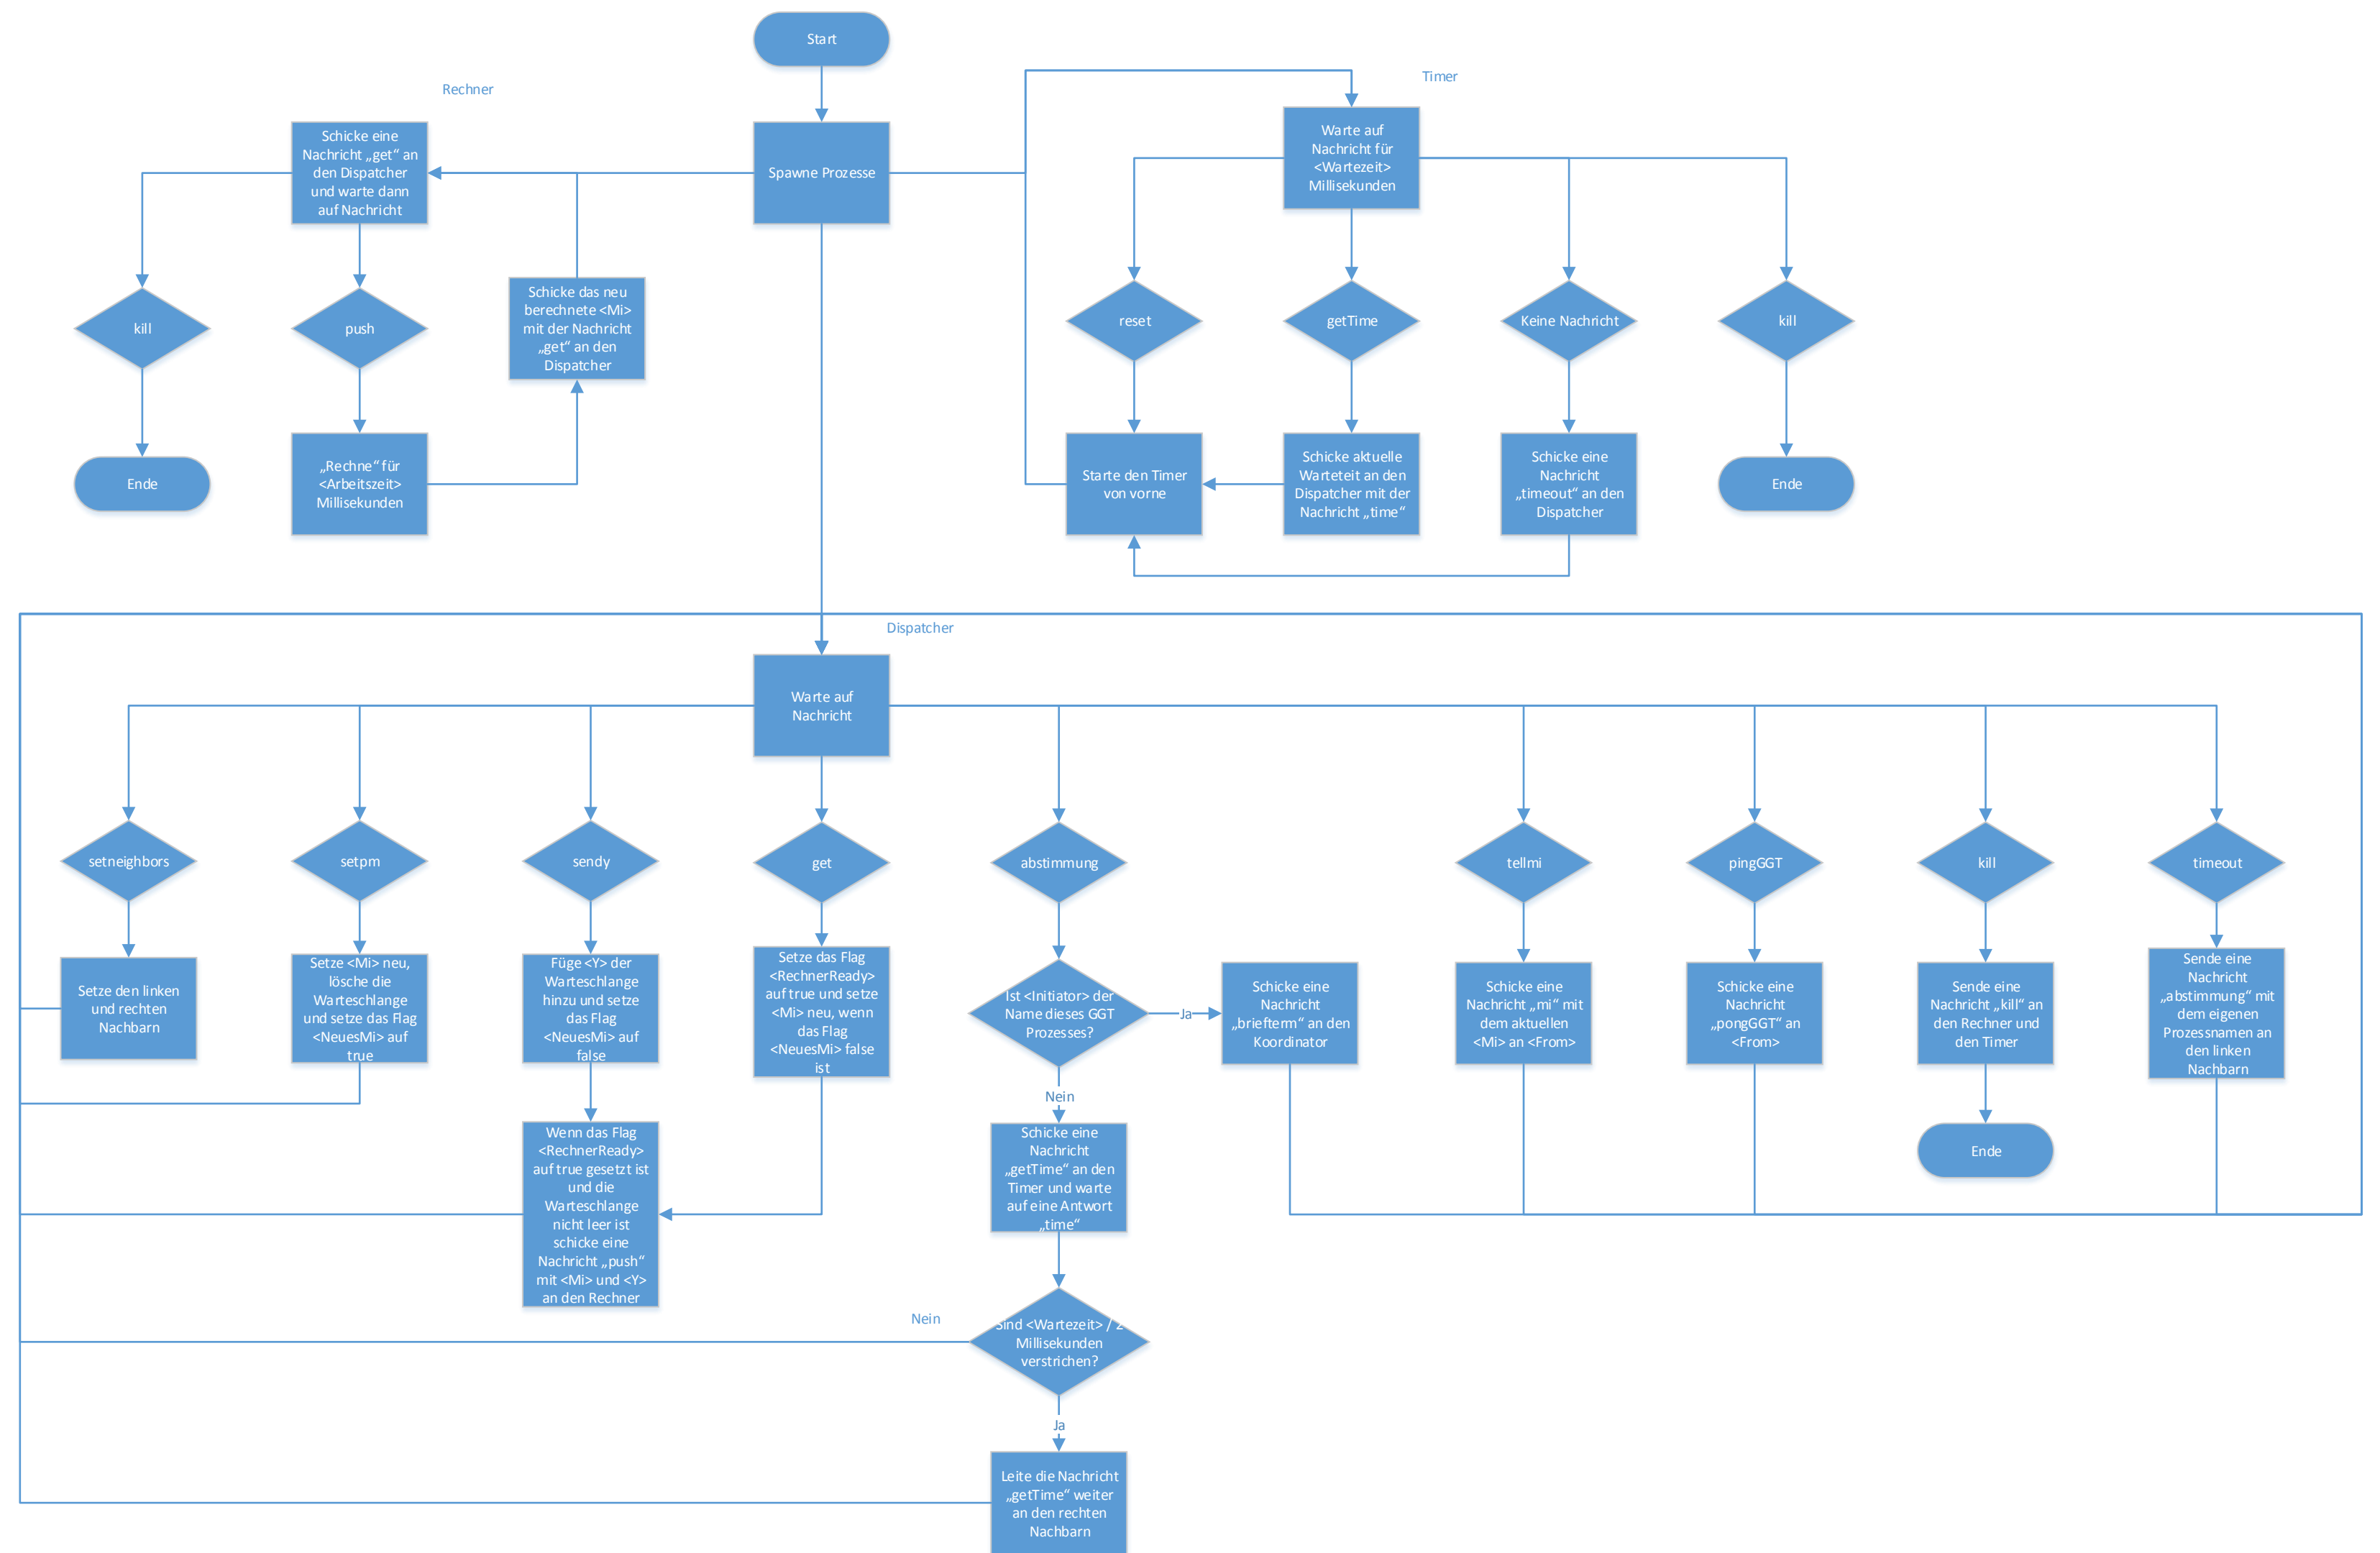 Start
Rechner
Timer
Schicke eine
Nachricht „get“ an
den Dispatcher
und warte dann
auf Nachricht
Spawne Prozesse
Warte auf
Nachricht für
<Wartezeit>
Millisekunden
kill
push
Schicke das neu
berechnete <Mi>
mit der Nachricht
„get“ an den
Dispatcher
reset
getTime
Keine Nachricht
kill
Ende
„Rechne“ für
<Arbeitszeit>
Millisekunden
Starte den Timer
von vorne
Schicke aktuelle
Warteteit an den
Dispatcher mit der
Nachricht „time“
Schicke eine
Nachricht
„timeout“ an den
Dispatcher
Ende
Dispatcher
Warte auf
Nachricht
setneighbors
setpm
sendy
get
abstimmung
tellmi
pingGGT
kill
timeout
Setze den linken
und rechten
Nachbarn
Setze <Mi> neu,
lösche die
Warteschlange
und setze das Flag
<NeuesMi> auf
true
Füge <Y> der
Warteschlange
hinzu und setze
das Flag
<NeuesMi> auf
false
Setze das Flag
<RechnerReady>
auf true und setze
<Mi> neu, wenn
das Flag
<NeuesMi> false
ist
Ist <Initiator> der
Name dieses GGT
Prozesses?
Ja
Schicke eine
Nachricht
„briefterm“ an den
Koordinator
Schicke eine
Nachricht „mi“ mit
dem aktuellen
<Mi> an <From>
Schicke eine
Nachricht
„pongGGT“ an
<From>
Sende eine
Nachricht „kill“ an
den Rechner und
den Timer
Sende eine
Nachricht
„abstimmung“ mit
dem eigenen
Prozessnamen an
den linken
Nachbarn
Nein
Wenn das Flag
<RechnerReady>
auf true gesetzt ist
und die
Warteschlange
nicht leer ist
schicke eine
Nachricht „push“
mit <Mi> und <Y>
an den Rechner
Schicke eine
Nachricht
„getTime“ an den
Timer und warte
auf eine Antwort
„time“
Ende
Nein
Sind <Wartezeit> / 2
Millisekunden
verstrichen?
Ja
Leite die Nachricht
„getTime“ weiter
an den rechten
Nachbarn